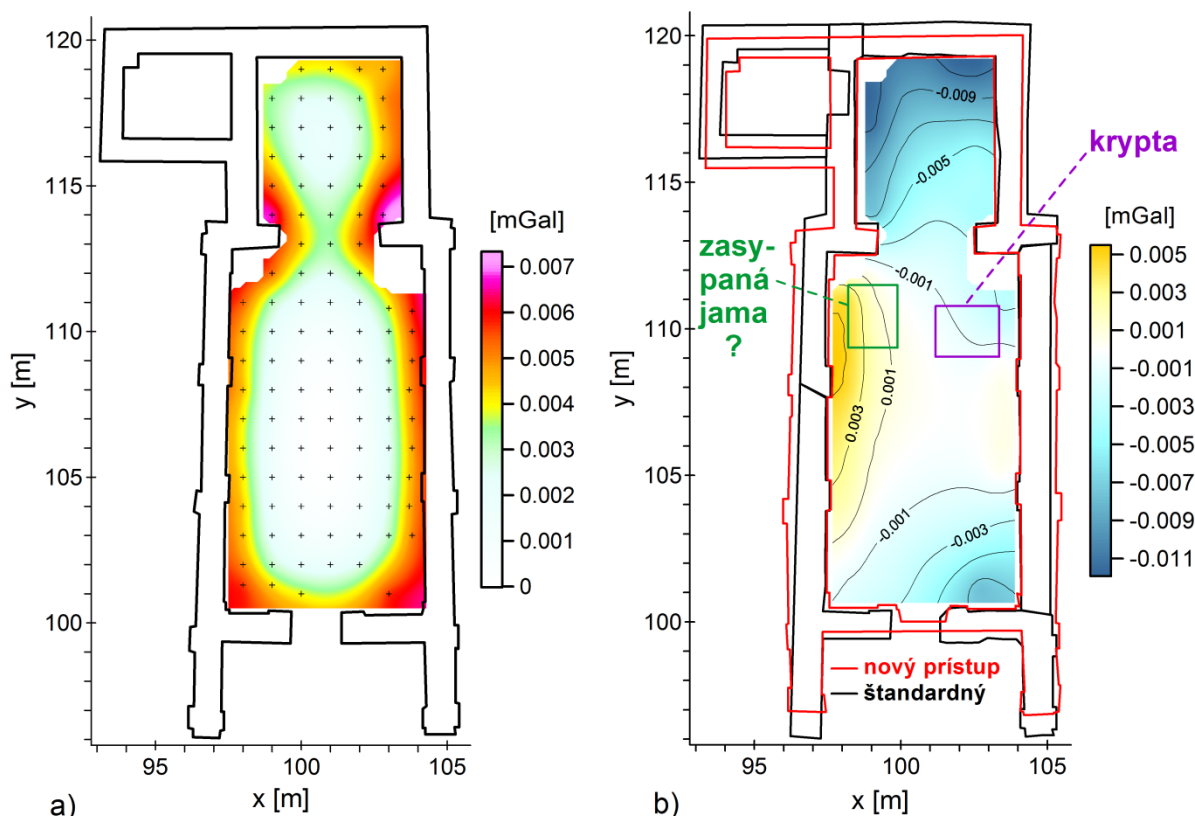 120
115
110
105
100
y [m]
95
100
105
x [m]
a)
[mGal]
0.007
0.006
0.005
0.004
0.003
0.002
0.001
0
120
115
110
105
100
y [m]
95
100
105
x [m]
b)
-0.009
-0.005
-0.001
0.001
0.003
-0.001
-0.003
krypta
zasy-
paná
jama
?
nový prístup
štandardný
[mGal]
0.005
0.003
0.001
-0.001
-0.003
-0.005
-0.007
-0.009
-0.011